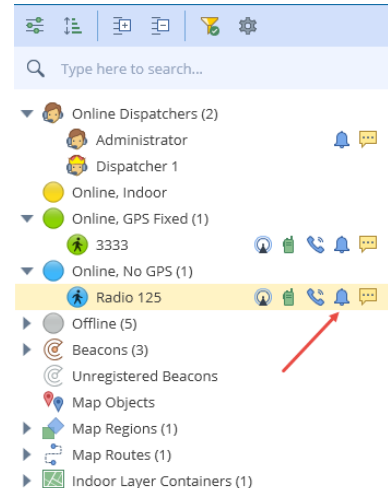 Type here to search...
Online Dispatchers (2)
Administrator
Dispatcher 1
Online, Indoor
Online, GPS Fixed (1)
3333
Online, No GPS (1)
Radio 125
Offline (5)
Beacons (3)
Unregistered Beacons
Map Objects
Map Regions (1)
Map Routes (1)
Indoor Layer Containers (1)